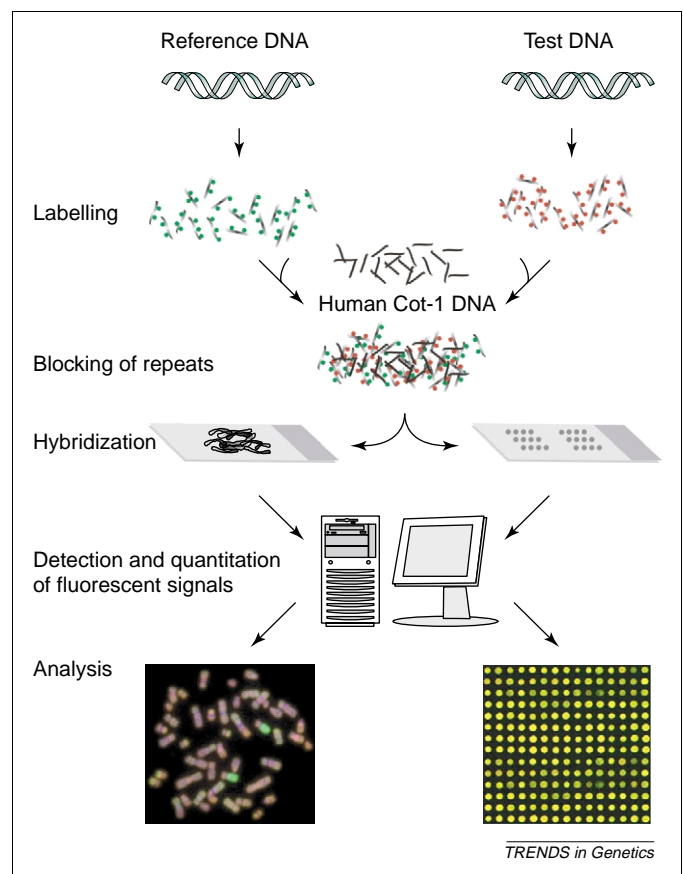 Reference DNA
Test DNA
Labelling
Human Cot-1 DNA
Blocking of repeats
Hybridization
Detection and quantitation
of fluorescent signals
Analysis
TRENDS in Genetics